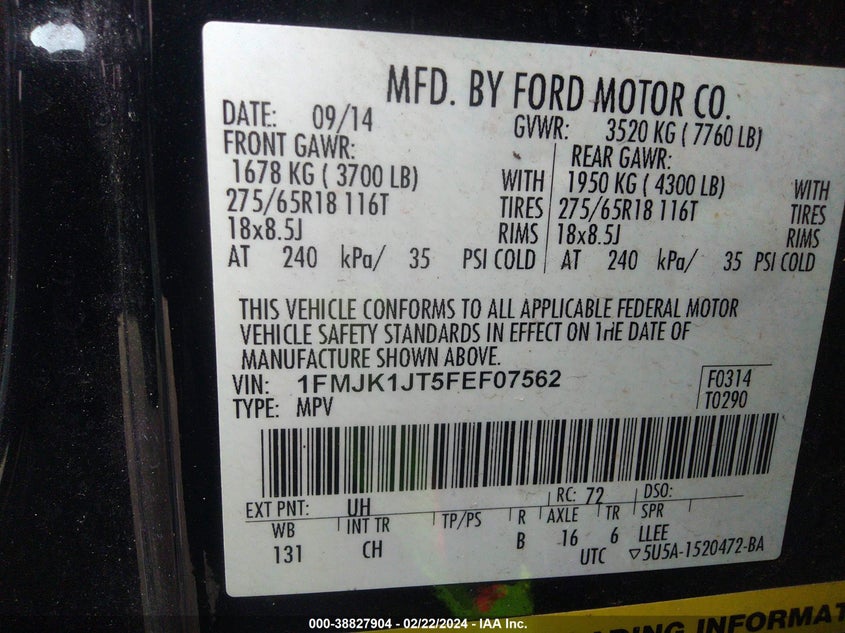 MFD. BY FORD MOTOR CO.
DATE: 09/14 GVWR: 3520 KG ( 7760 LB)
FRONT GAWR: REAR GAWR:
1678 KG ( 3700 LB) WITH 1950 KG ( 4300 LB) WITH
275/65R18 116T TIRES 275/65R18 116T TIRES
18x8.5J RIMS 18x8.5J RIMS
AT 240 kPa/ 35 PSI COLD AT 240 kPa/ 35 PSI COLD
THIS VEHICLE CONFORMS TO ALL APPLICABLE FEDERAL MOTOR
VEHICLE SAFETY STANDARDS IN EFFECT ON THE DATE OF
MANUFACTURE SHOWN ABOVE.
VIN: 1FMJK1JT5FEF07562 F0314
TYPE: MPV T0290
EXT PNT: UH RC: 72 DSO:
WB INT TR TP/PS R AXLE TR SPR
131 CH B 16 6 LLEE
UTC ▽5U5A-1520472-BA
ADING INFORMAT
000-38827904 – 02/22/2024 – IAA Inc.